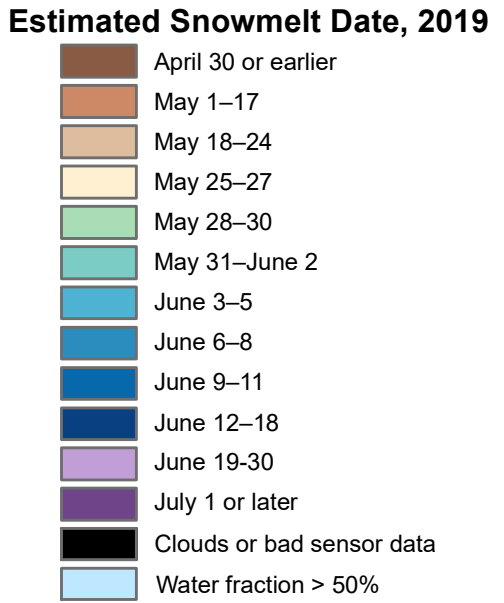 Estimated Snowmelt Date, 2019
April 30 or earlier
May 1–17
May 18–24
May 25–27
May 28–30
May 31–June 2
June 3–5
June 6–8
June 9–11
June 12–18
June 19-30
July 1 or later
Clouds or bad sensor data
Water fraction > 50%